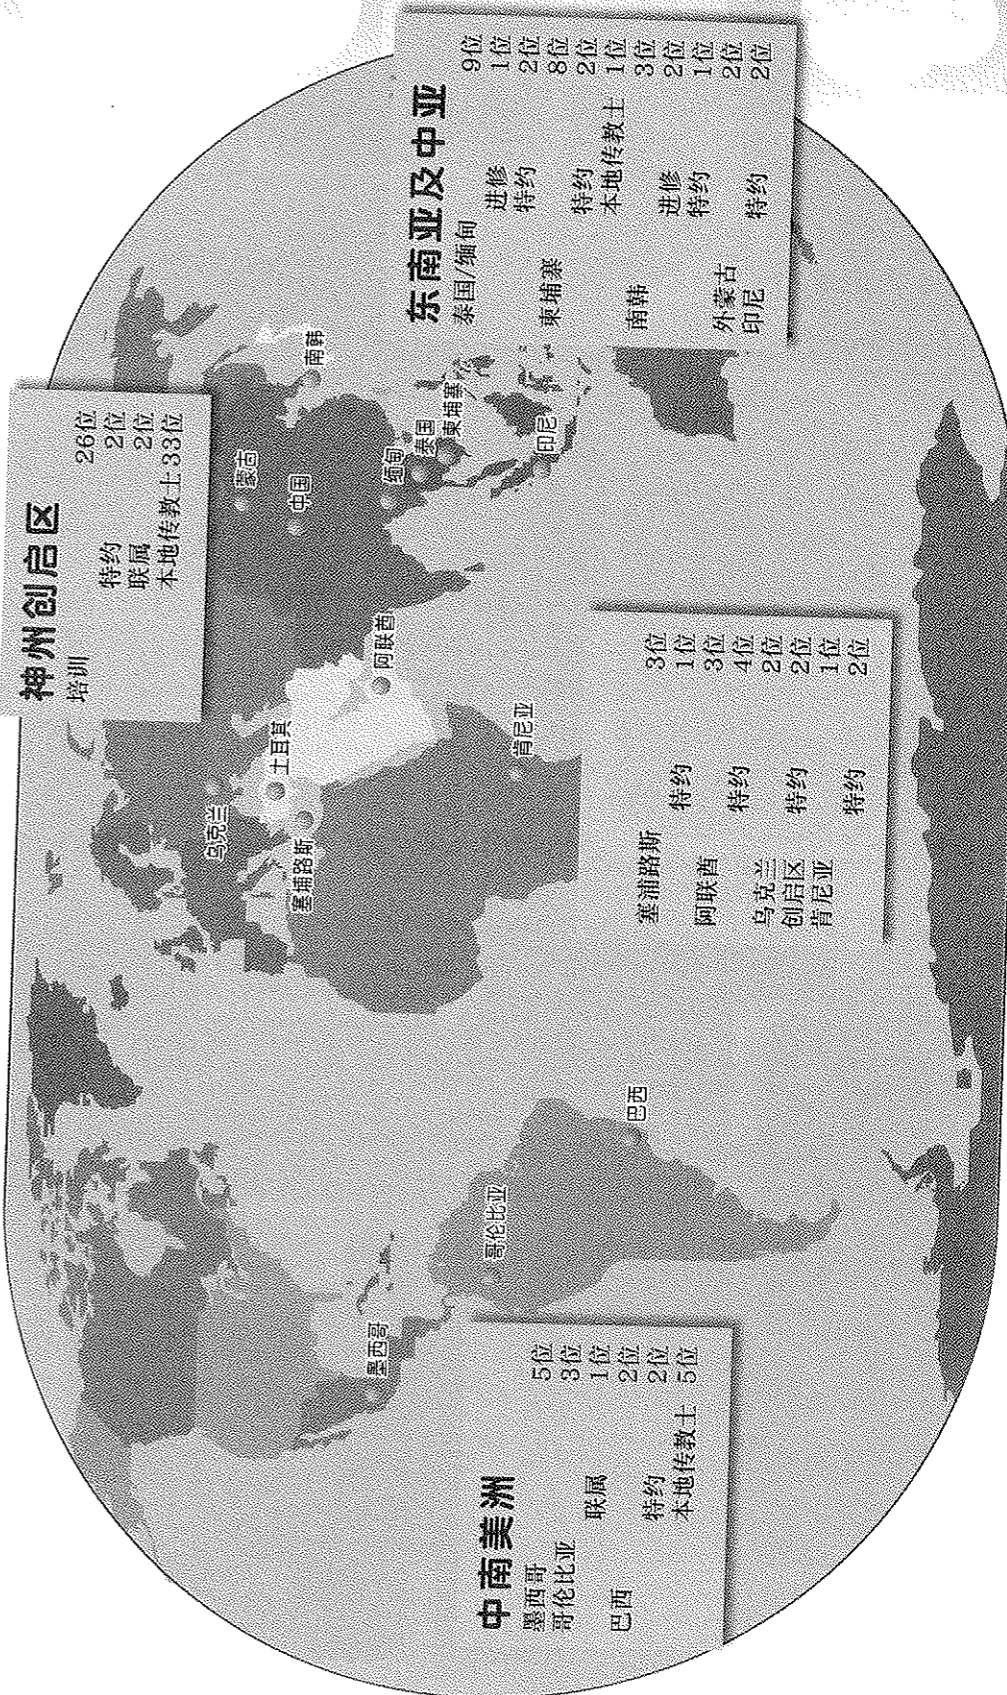 神州创启区
培训 26位
特约 2位
联属 2位
本地传教士 33位
东南亚及中亚
泰国/缅甸 9位
进修 1位
特约 2位
柬埔寨 8位
特约 2位
本地传教士 1位
南韩 3位
进修 2位
特约 1位
外蒙古 2位
印尼 特约 2位
乌克兰
土耳其
塞埔路斯
阿联酋
肯尼亚
蒙古
中国
南韩
缅甸
泰国
柬埔寨
印尼
墨西哥
哥伦比亚
巴西
中南美洲
墨西哥 5位
哥伦比亚 3位
联属 1位
巴西 2位
特约 2位
本地传教士 5位
塞浦路斯 3位
特约 1位
阿联酋 3位
特约 4位
乌克兰 2位
创启区 特约 2位
肯尼亚 1位
特约 2位